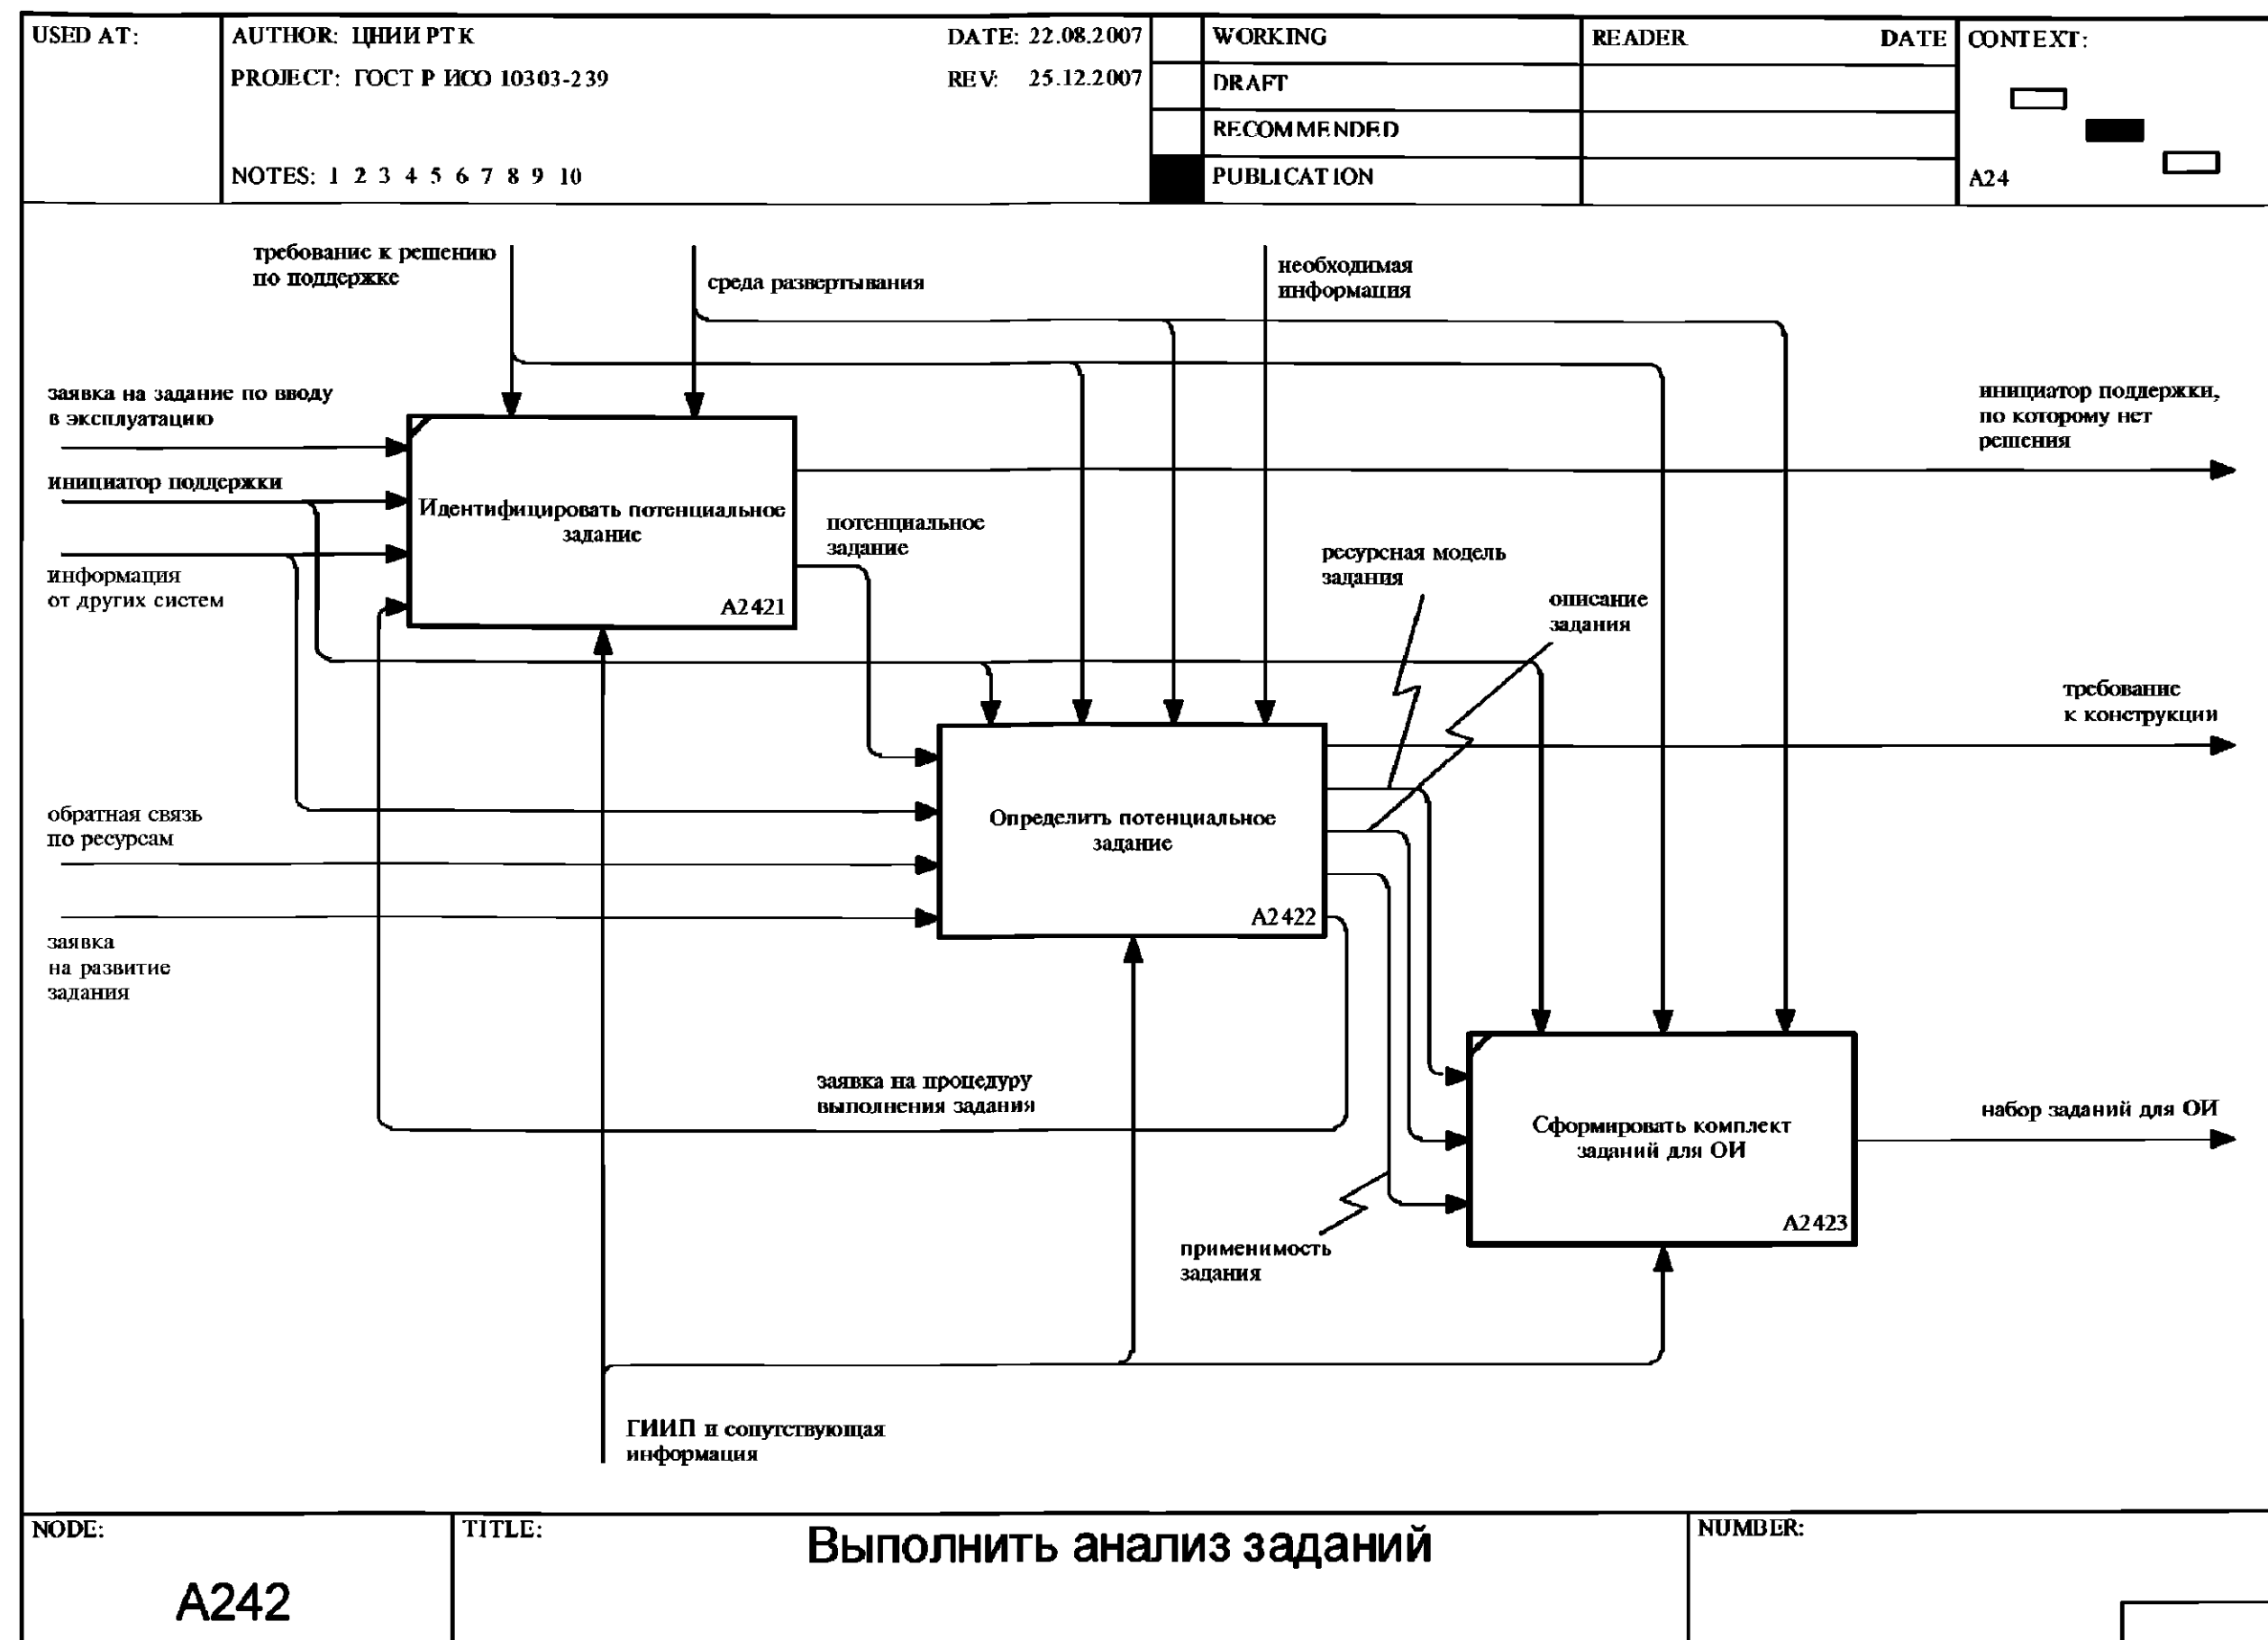 USED AT:
AUTHOR: ЦНИИ РТК
DATE: 22.08.2007
PROJECT: ГОСТ Р ИСО 10303-239
REV: 25.12.2007
NOTES: 1 2 3 4 5 6 7 8 9 10
WORKING
DRAFT
RECOMMENDED
PUBLICATION
READER DATE
CONTEXT:
A24
требование к решению
по поддержке
среда развертывания
необходимая
информация
заявка на задание по вводу
в эксплуатацию
инициатор поддержки
информация
от других систем
Идентифицировать потенциальное
задание
A2421
потенциальное
задание
инициатор поддержки,
по которому нет
решения
ресурсная модель
задания
описание
задания
требование
к конструкции
обратная связь
по ресурсам
заявка
на развитие
задания
Определить потенциальное
задание
A2422
заявка на процедуру
выполнения задания
Сформировать комплект
заданий для ОИ
A2423
набор заданий для ОИ
применимость
задания
ГИИП и сопутствующая
информация
NODE:
A242
TITLE:
Выполнить анализ заданий
NUMBER: